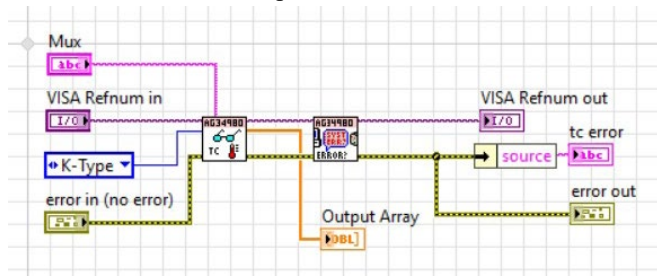 Mux
abc
VISA Refnum in
I/O
AG34980
TC
AG34980
ERROR?
VISA Refnum out
I/O
tc error
source
abc
K-Type
error in (no error)
error out
Output Array
DBL